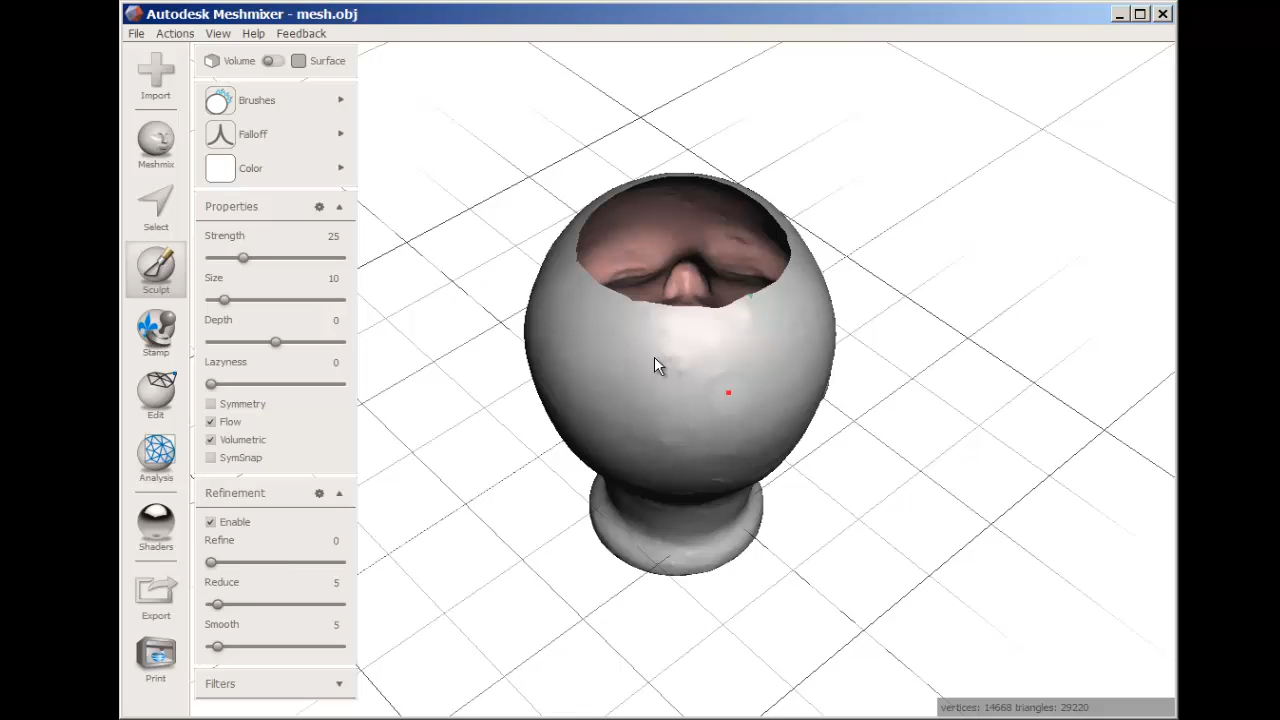 Autodesk Meshmixer - mesh.obj
File Actions View Help Feedback
Import
Meshmix
Select
Sculpt
Stamp
Edit
Analysis
Shaders
Export
Print
Volume Surface
Brushes
Falloff
Color
Properties
Strength 25
Size 10
Depth 0
Lazyness 0
Symmetry
Flow
Volumetric
SymSnap
Refinement
Enable
Refine 0
Reduce 5
Smooth 5
Filters
vertices: 14668 triangles: 29220